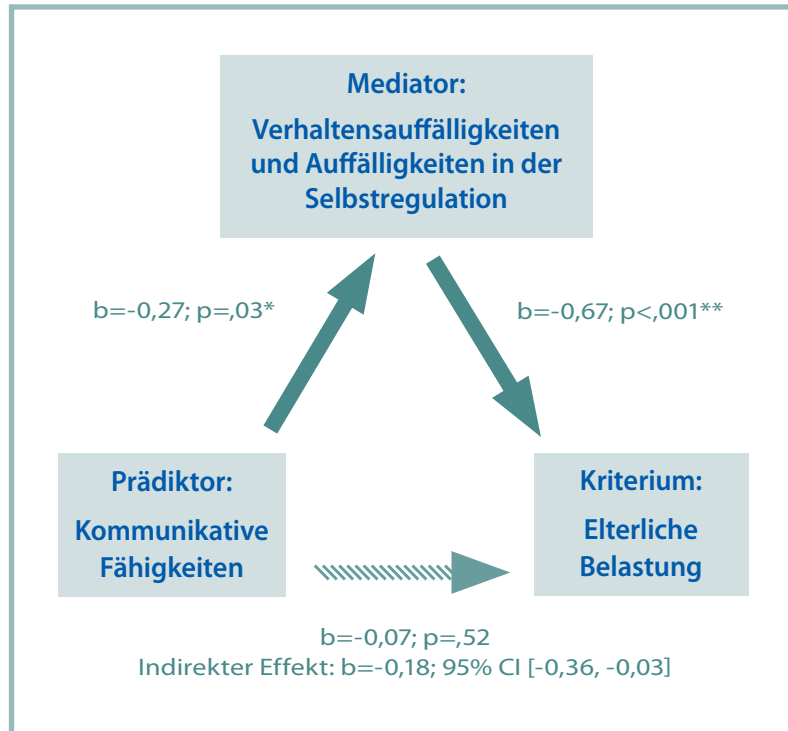 Mediator:
Verhaltensauffälligkeiten
und Auffälligkeiten in der
Selbstregulation
b=-0,27; p=,03*
b=-0,67; p<,001**
Prädiktor:
Kommunikative
Fähigkeiten
Kriterium:
Elterliche
Belastung
b=-0,07; p=,52
Indirekter Effekt: b=-0,18; 95% CI [-0,36, -0,03]